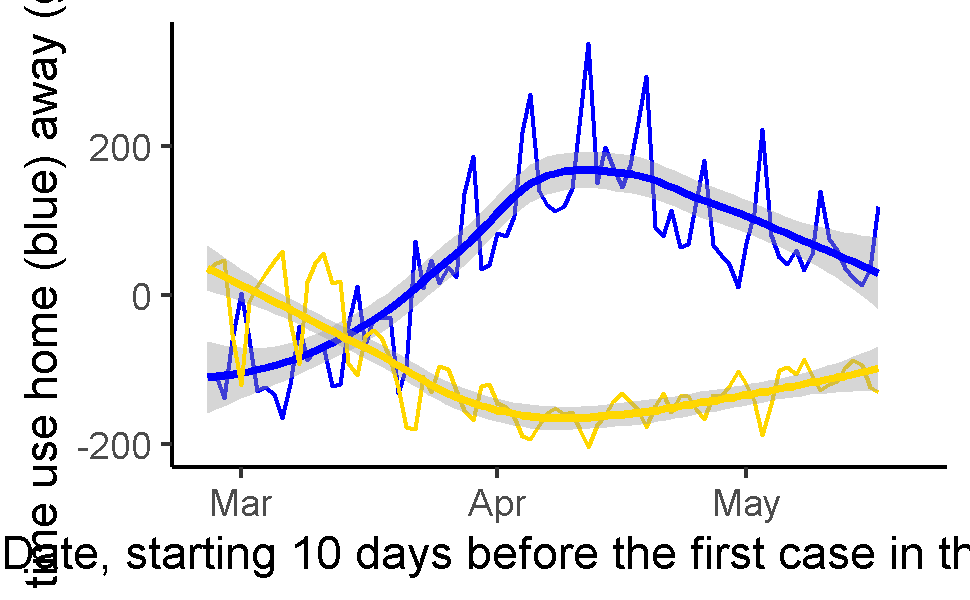 time use home (blue) away (
200
0
-200
Mar Apr May
Date, starting 10 days before the first case in th